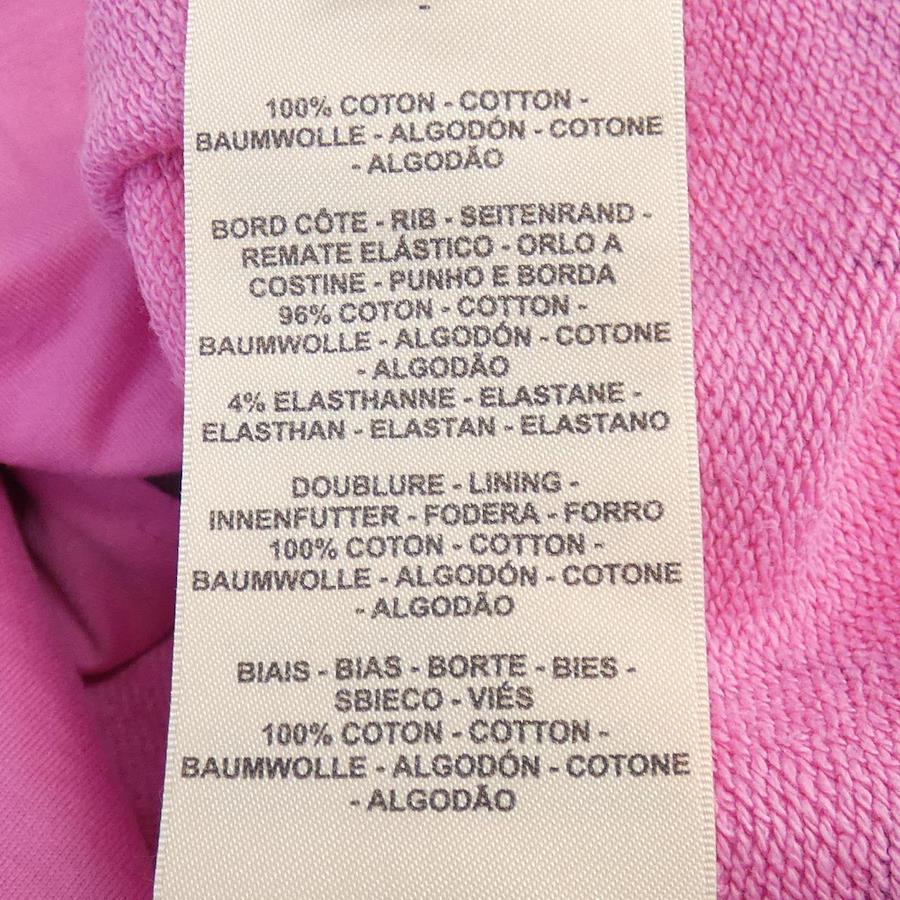 100% COTON - COTTON -
BAUMWOLLE - ALGODÓN - COTONE
- ALGODÃO
BORD CÔTE - RIB - SEITENRAND -
REMATE ELÁSTICO - ORLO A
COSTINE - PUNHO E BORDA
96% COTON - COTTON -
BAUMWOLLE - ALGODÓN - COTONE
- ALGODÃO
4% ELASTHANNE - ELASTANE -
ELASTHAN - ELASTAN - ELASTANO
DOUBLURE - LINING -
INNENFUTTER - FODERA - FORRO
100% COTON - COTTON -
BAUMWOLLE - ALGODÓN - COTONE
- ALGODÃO
BIAIS - BIAS - BORTE - BIES -
SBIECO - VIÉS
100% COTON - COTTON -
BAUMWOLLE - ALGODÓN - COTONE
- ALGODÃO